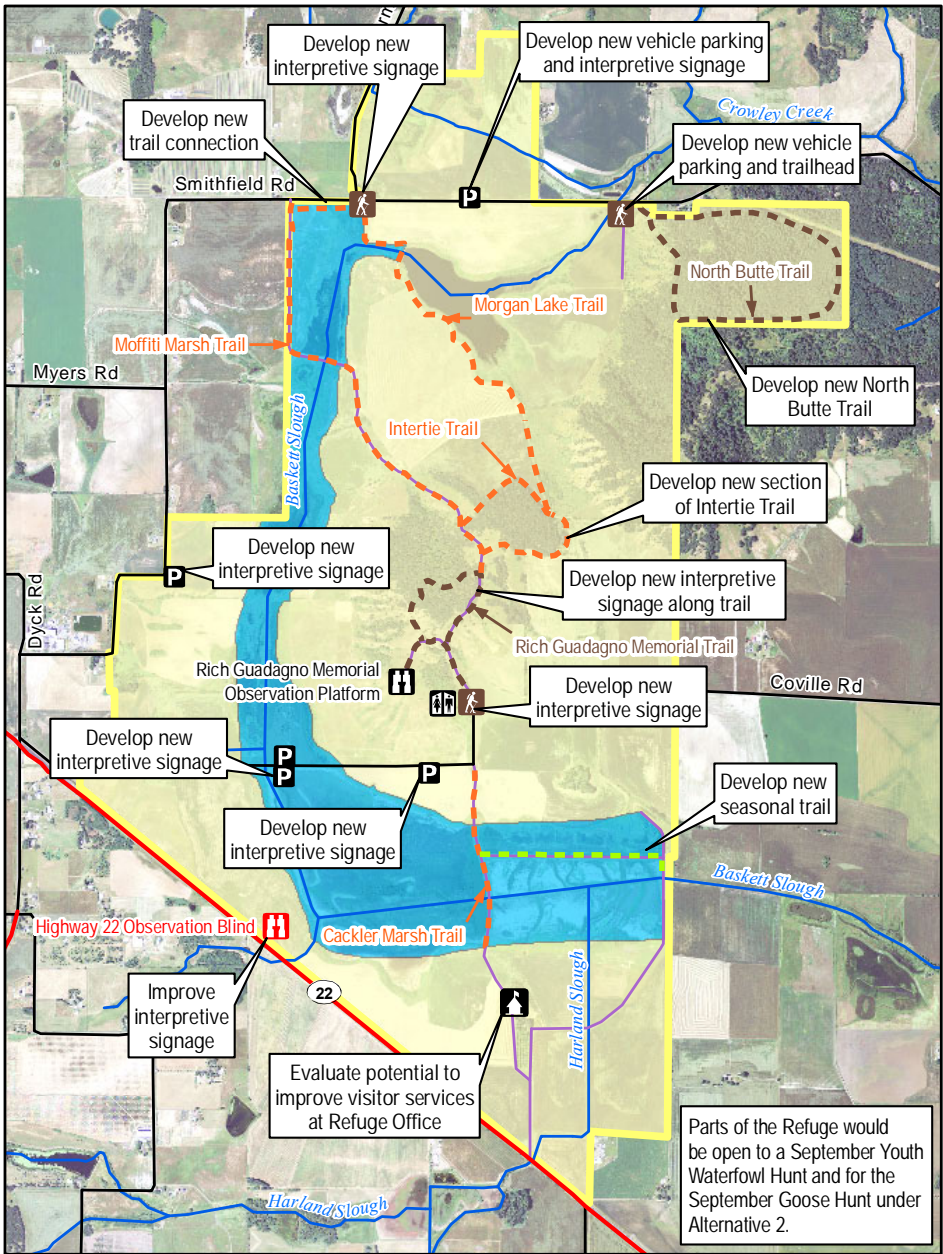 Develop new
interpretive signage
Develop new vehicle parking
and interpretive signage
Crowley Creek
Develop new
trail connection
Develop new vehicle
parking and trailhead
Smithfield Rd
P
North Butte Trail
Morgan Lake Trail
Moffiti Marsh Trail
Myers Rd
Develop new North
Butte Trail
Baskett Slough
Intertie Trail
Develop new section
of Intertie Trail
Develop new
interpretive signage
P
Dyck Rd
Develop new interpretive
signage along trail
Rich Guadagno Memorial Trail
Rich Guadagno Memorial
Observation Platform
Develop new
interpretive signage
Coville Rd
Develop new
interpretive signage
P
P
P
Develop new
seasonal trail
Develop new
interpretive signage
Baskett Slough
Highway 22 Observation Blind
Cackler Marsh Trail
Improve
interpretive
signage
22
Harland Slough
Evaluate potential to
improve visitor services
at Refuge Office
Harland Slough
Parts of the Refuge would
be open to a September Youth
Waterfowl Hunt and for the
September Goose Hunt under
Alternative 2.